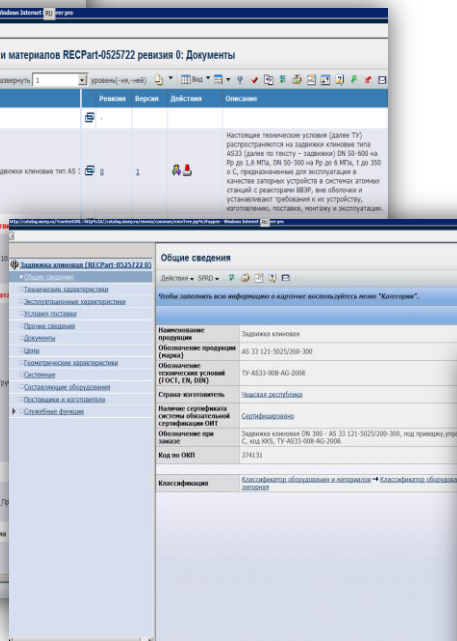 Windows Internet RU rer pro
и материалов RECPart-0525722 ревизия 0: Документы
развернуть 1 уровень(-ня,-ней) Вид
Ревизия Версия Действия Описание
-
Настоящие технические условия (далее ТУ)
распространяются на задвижки клиновые типа
AS33 (далее по тексту – задвижки) DN 50-600 на
Рр до 1,6 МПа, DN 50-300 на Рр до 6 МПа, t до 350
о С, предназначенные для эксплуатации в
качестве запорных устройств в системах атомных
станций с реакторами ВВЭР, вне оболочки и
устанавливают требования к их устройству,
изготовлению, поставке, монтажу и эксплуатации.
задвижки клиновые тип AS 0 1
Задвижка клиновая (RECPart-0525722 0)
Общие сведения
Технические характеристики
Эксплуатационные характеристики
Условия поставки
Прочие сведения
Документы
Цены
Геометрические характеристики
Системные
Составляющие оборудования
Поставщики и изготовители
Служебные функции
Общие сведения
Действия SPRD
Чтобы заполнить всю информацию о карточке воспользуйтесь меню "Категории".
Наименование продукции Задвижка клиновая
Обозначение продукции (марка) AS 33 121-5025/200-300
Обозначение технических условий (ГОСТ, EN, DIN) ТУ-AS33-008-AG-2008
Страна-изготовитель Чешская республика
Наличие сертификата системы обязательной сертификации ОИТ Сертифицировано
Обозначение при заказе Задвижка клиновая DN 300 - AS 33 121-5025/200-300, под приварку,упра
С, код KKS, ТУ-AS33-008-AG-2008.
Код по ОКП 374131
Классификация Классификатор оборудования и материалов → Классификатор оборудова
запорная